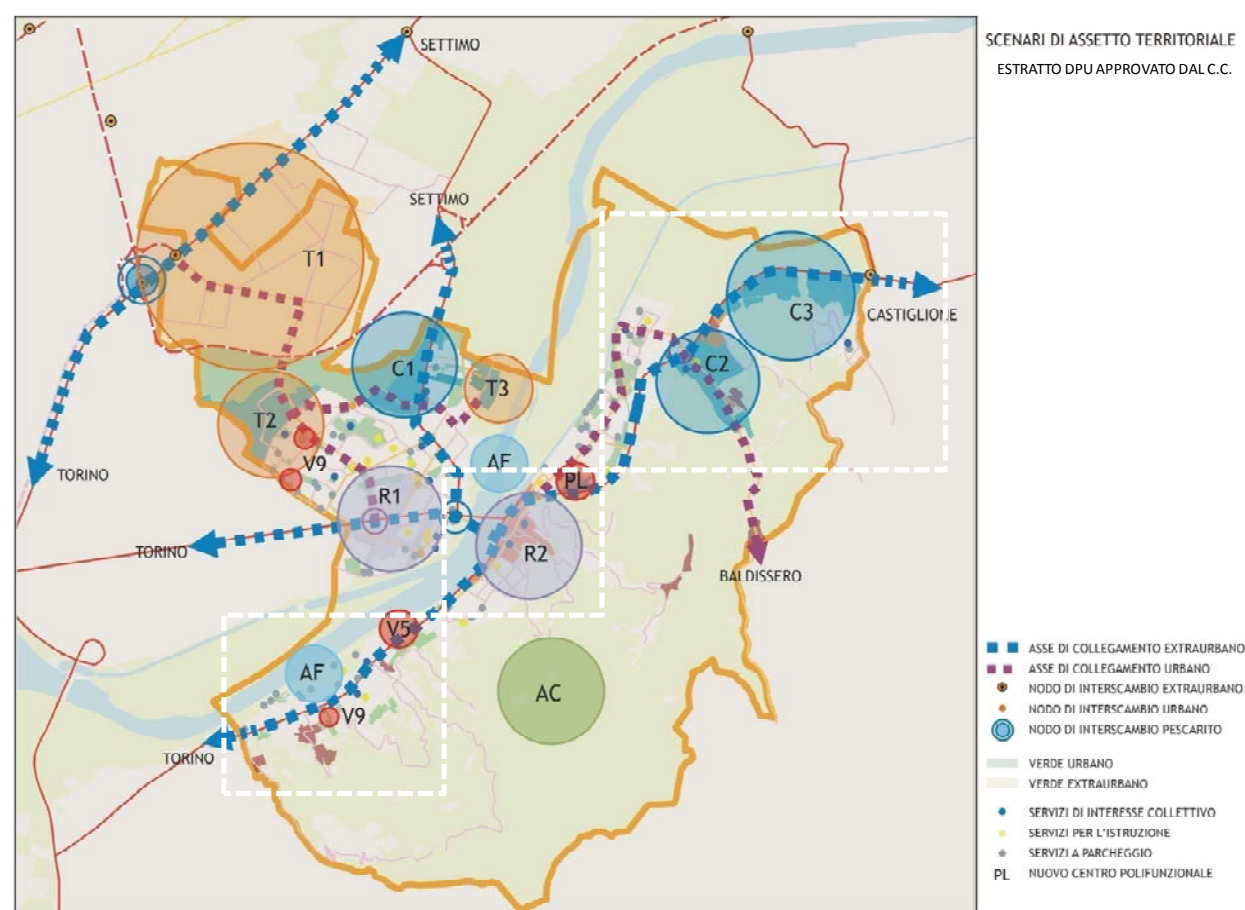 SCENARI DI ASSETTO TERRITORIALE
ESTRATTO DPU APPROVATO DAL C.C.
SETTIMO
SETTIMO
T1
C3
CASTIGLIONE
C1
C2
T3
T2
V9
AF
TORINO
PL
R1
TORINO
R2
BALDISSERO
V5
AF
AC
V9
TORINO
ASSE DI COLLEGAMENTO EXTRAURBANO
ASSE DI COLLEGAMENTO URBANO
NODO DI INTERSCAMBIO EXTRAURBANO
NODO DI INTERSCAMBIO URBANO
NODO DI INTERSCAMBIO PESCARITO
VERDE URBANO
VERDE EXTRAURBANO
SERVIZI DI INTERESSE COLLETTIVO
SERVIZI PER L'ISTRUZIONE
SERVIZI A PARCHEGGIO
PL NUOVO CENTRO POLIFUNZIONALE